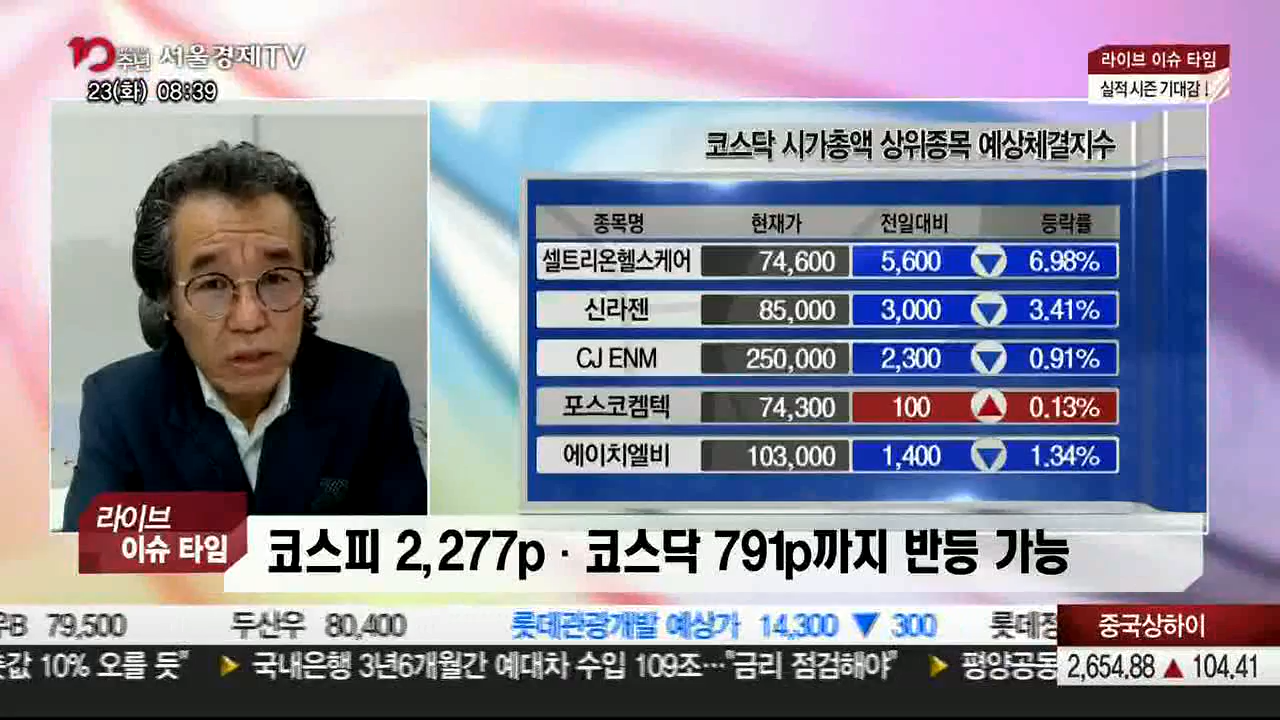 10주년 서울경제TV
23(화) 08:39
라이브 이슈 타임
실적시즌 기대감↓
코스닥 시가총액 상위종목 예상체결지수
종목명 현재가 전일대비 등락률
셀트리온헬스케어 74,600 5,600 ▼ 6.98%
신라젠 85,000 3,000 ▼ 3.41%
CJ ENM 250,000 2,300 ▼ 0.91%
포스코켐텍 74,300 100 ▲ 0.13%
에이치엘비 103,000 1,400 ▼ 1.34%
라이브
이슈 타임
코스피 2,277p · 코스닥 791p까지 반등 가능
우B 79,500 두산우 80,400 롯데관광개발 예상가 14,300 ▼ 300 롯데정
중국상하이
10% 오를 듯" ▶ 국내은행 3년6개월간 예대차 수입 109조…"금리 점검해야" ▶ 평양공동
2,654.88 ▲ 104.41